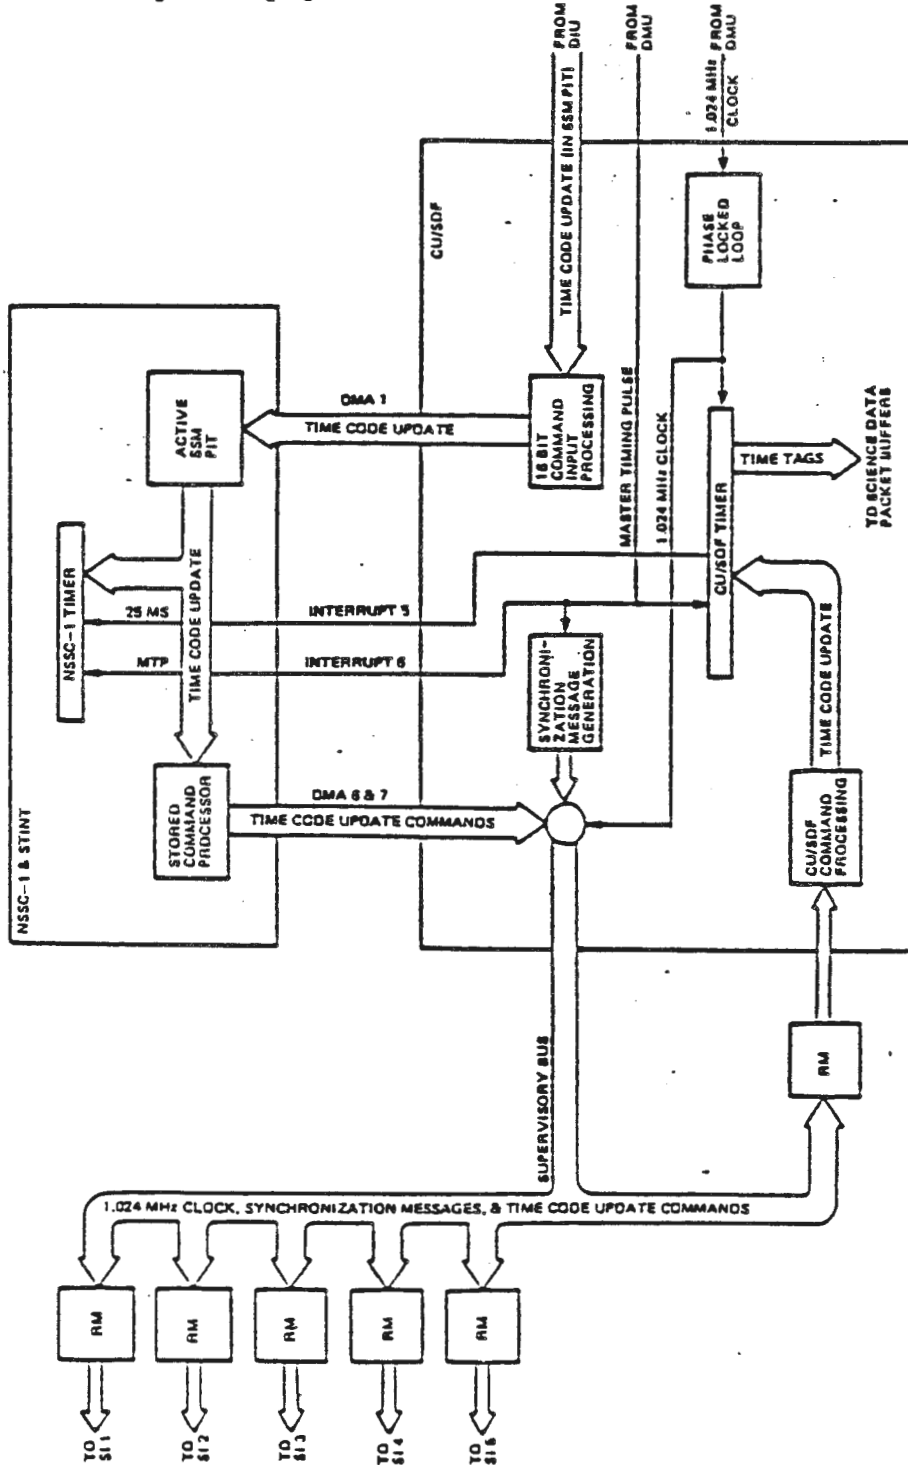 NSSC-1 & STINT
NSSC-1 TIMER
MTP
25 MS
STORED
COMMAND
PROCESSOR
TIME CODE UPDATE
ACTIVE
SSM
PIT
DMA 6 & 7
TIME CODE UPDATE COMMANDS
INTERRUPT 6
INTERRUPT 5
DMA 1
TIME CODE UPDATE
CU/SDF
SYNCHRONI-
ZATION
MESSAGE
GENERATION
16 BIT
COMMAND
INPUT
PROCESSING
TIME CODE UPDATE (IN SSM PIT)
FROM
DIU
MASTER TIMING PULSE
FROM
DMU
1.024 MHz CLOCK
PHASE
LOCKED
LOOP
1.024 MHz
CLOCK
FROM
DMU
CU/SDF TIMER
TIME TAGS
TO SCIENCE DATA
PACKET BUFFERS
TIME CODE UPDATE
CU/SDF
COMMAND
PROCESSING
RM
SUPERVISORY BUS
1.024 MHz CLOCK, SYNCHRONIZATION MESSAGES, & TIME CODE UPDATE COMMANDS
RM
RM
RM
RM
RM
TO
SI 1
TO
SI 2
TO
SI 3
TO
SI 4
TO
SI 5